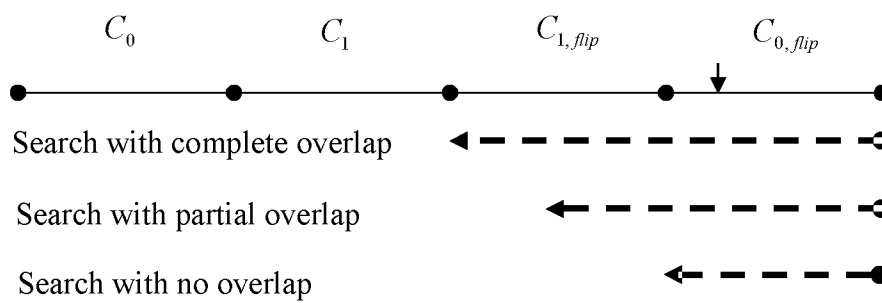 C₀ C₁ C₁,flip C₀,flip
Search with complete overlap
Search with partial overlap
Search with no overlap